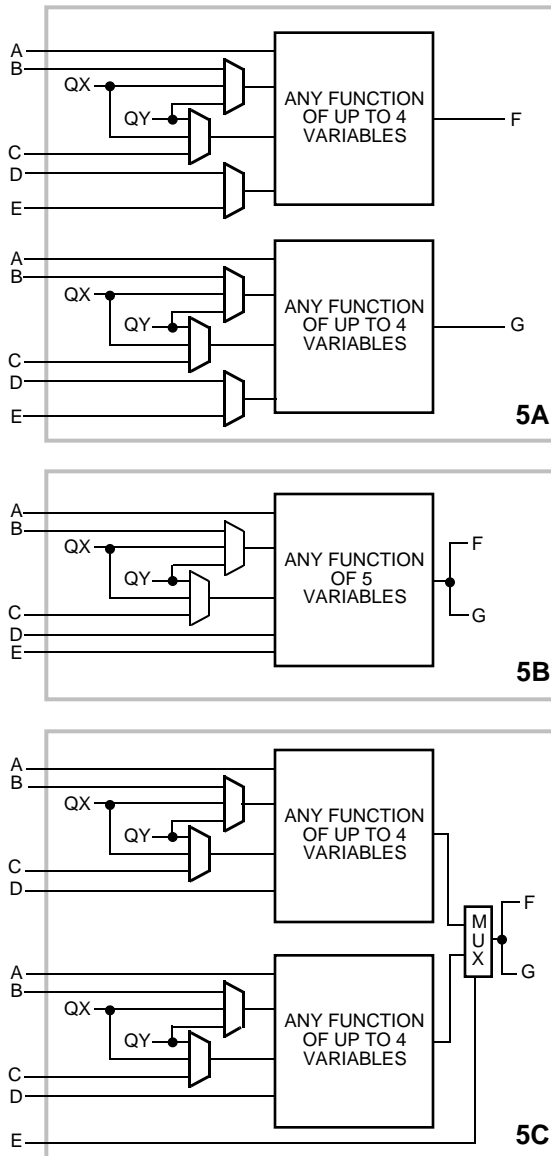 A
B
QX
QY
C
D
E
ANY FUNCTION
OF UP TO 4
VARIABLES
F
A
B
QX
QY
C
D
E
ANY FUNCTION
OF UP TO 4
VARIABLES
G
5A
A
B
QX
QY
C
D
E
ANY FUNCTION
OF 5
VARIABLES
F
G
5B
A
B
QX
QY
C
D
ANY FUNCTION
OF UP TO 4
VARIABLES
M
U
X
F
G
A
B
QX
QY
C
D
ANY FUNCTION
OF UP TO 4
VARIABLES
E
5C